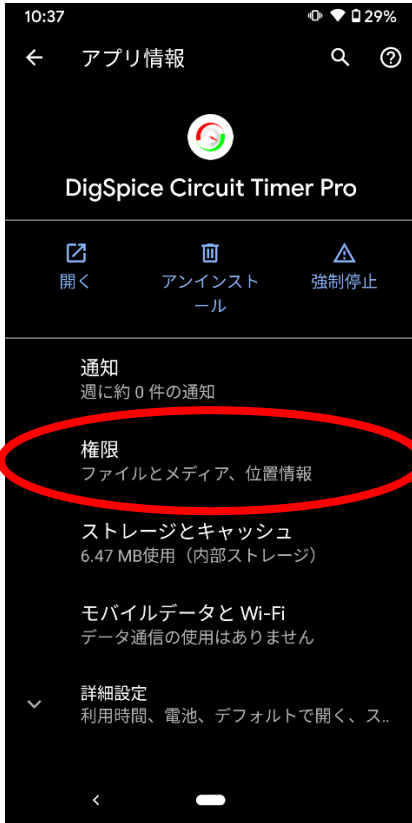 10:37
29%
アプリ情報
DigSpice Circuit Timer Pro
開く
アンインスト
ール
強制停止
通知
週に約 0 件の通知
権限
ファイルとメディア、位置情報
ストレージとキャッシュ
6.47 MB使用（内部ストレージ）
モバイルデータと Wi-Fi
データ通信の使用はありません
詳細設定
利用時間、電池、デフォルトで開く、ス..